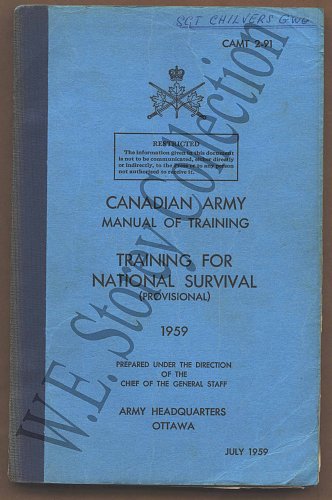 SGT CHILVERS G.W.G
CAMT 2-91
RESTRICTED
The information given in this document
is not to be communicated, either directly
or indirectly, to the Press or to any person
not authorized to receive it.
CANADIAN ARMY
MANUAL OF TRAINING
TRAINING FOR
NATIONAL SURVIVAL
(PROVISIONAL)
1959
PREPARED UNDER THE DIRECTION
OF THE
CHIEF OF THE GENERAL STAFF
ARMY HEADQUARTERS
OTTAWA
JULY 1959
W.E. Storey Collection